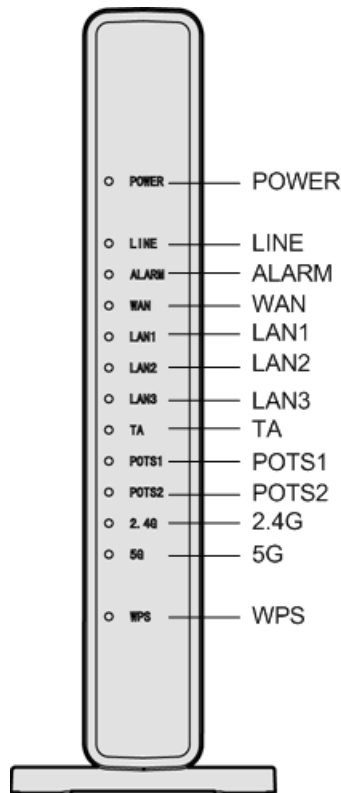 POWER POWER
LINE LINE
ALARM ALARM
WAN WAN
LAN1 LAN1
LAN2 LAN2
LAN3 LAN3
TA TA
POTS1 POTS1
POTS2 POTS2
2.4G 2.4G
5G 5G
WPS WPS